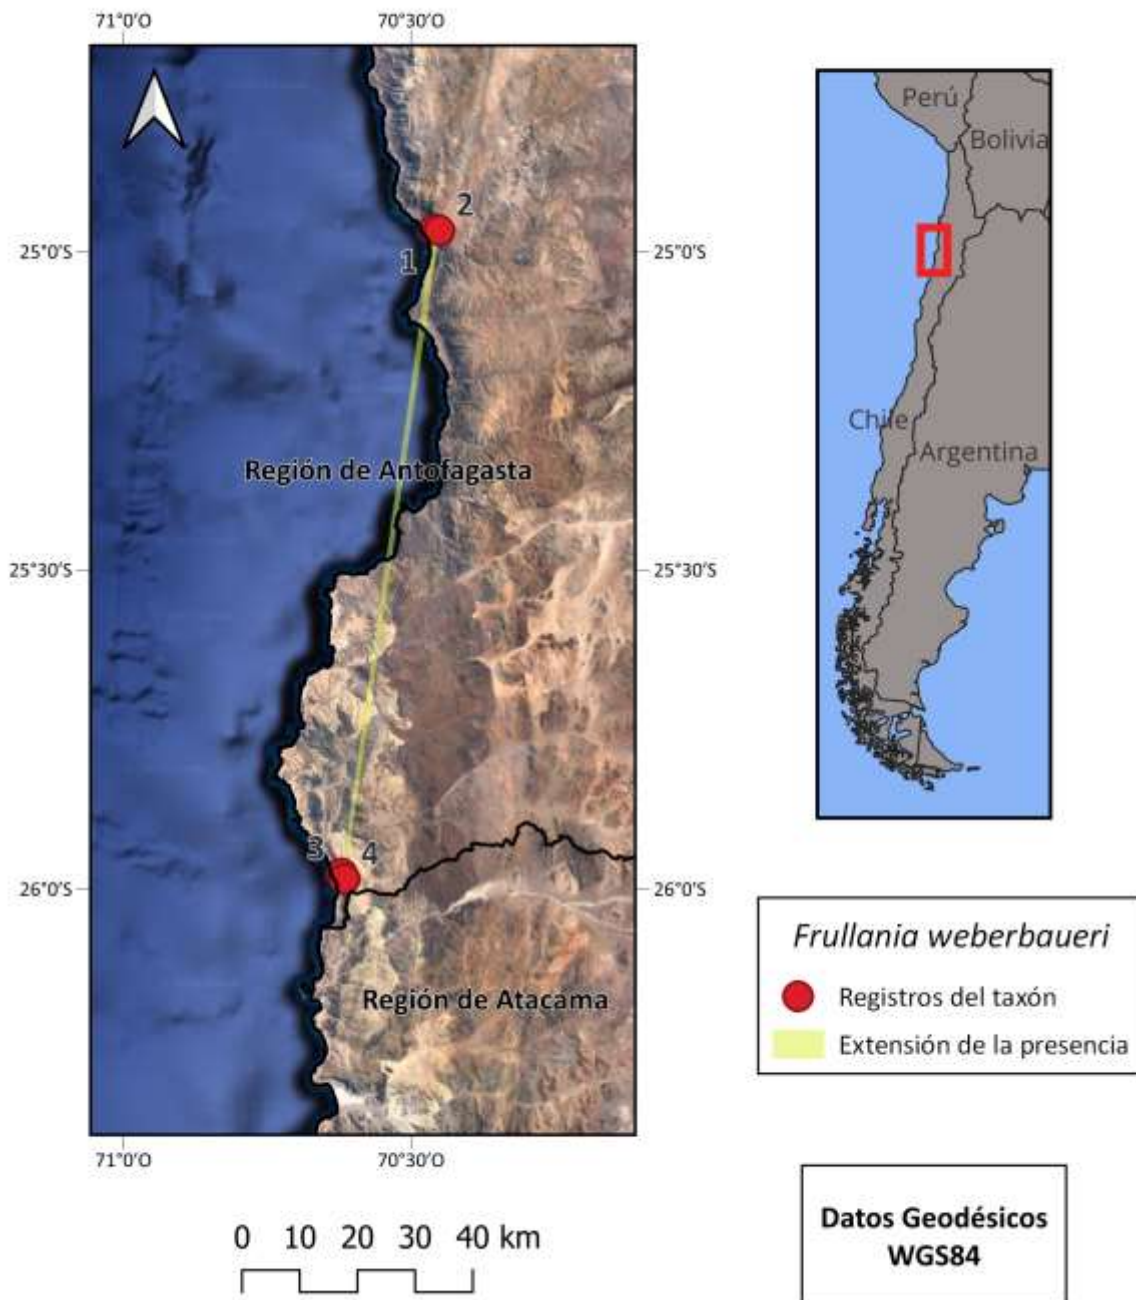 71°0'O
70°30'O
2
25°0'S
1
25°0'S
Región de Antofagasta
25°30'S
25°30'S
3
4
26°0'S
26°0'S
Región de Atacama
71°0'O
70°30'O
0 10 20 30 40 km
Perú
Bolivia
Chile
Argentina
Frullania weberbaueri
Registros del taxón
Extensión de la presencia
Datos Geodésicos
WGS84